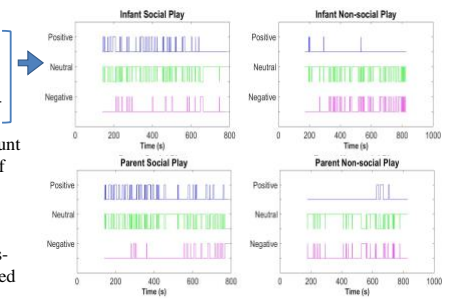 Infant Social Play
Positive
Neutral
Negative
0 200 400 600 800
Time (s)
Infant Non-social Play
Positive
Neutral
Negative
0 200 400 600 800 1000
Time (s)
unt
f
s-
ed
Parent Social Play
Positive
Neutral
Negative
0 200 400 600 800
Time (s)
Parent Non-social Play
Positive
Neutral
Negative
0 200 400 600 800 1000
Time (s)